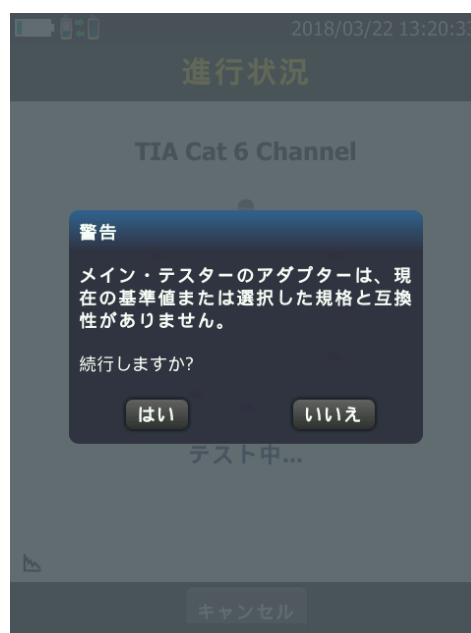 2018/03/22 13:20:33
進行状況
TIA Cat 6 Channel
警告
メイン・テスターのアダプターは、現
在の基準値または選択した規格と互換
性がありません。
続行しますか?
はい
いいえ
テスト中...
キャンセル